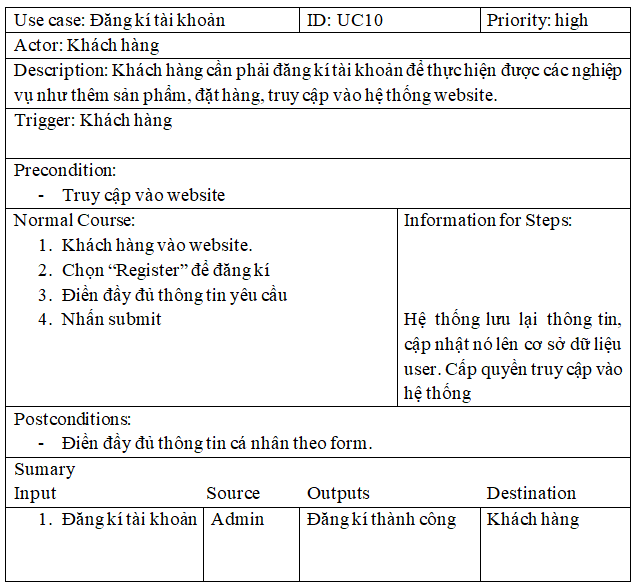 Use case: Đăng kí tài khoản ID: UC10 Priority: high
Actor: Khách hàng
Description: Khách hàng cần phải đăng kí tài khoản để thực hiện được các nghiệp
vụ như thêm sản phẩm, đặt hàng, truy cập vào hệ thống website.
Trigger: Khách hàng
Precondition:
- Truy cập vào website
Normal Course:
1. Khách hàng vào website.
2. Chọn “Register” để đăng kí
3. Điền đầy đủ thông tin yêu cầu
4. Nhấn submit
Information for Steps:
Hệ thống lưu lại thông tin,
cập nhật nó lên cơ sở dữ liệu
user. Cấp quyền truy cập vào
hệ thống
Postconditions:
- Điền đầy đủ thông tin cá nhân theo form.
Sumary
Input Source Outputs Destination
1. Đăng kí tài khoản Admin Đăng kí thành công Khách hàng